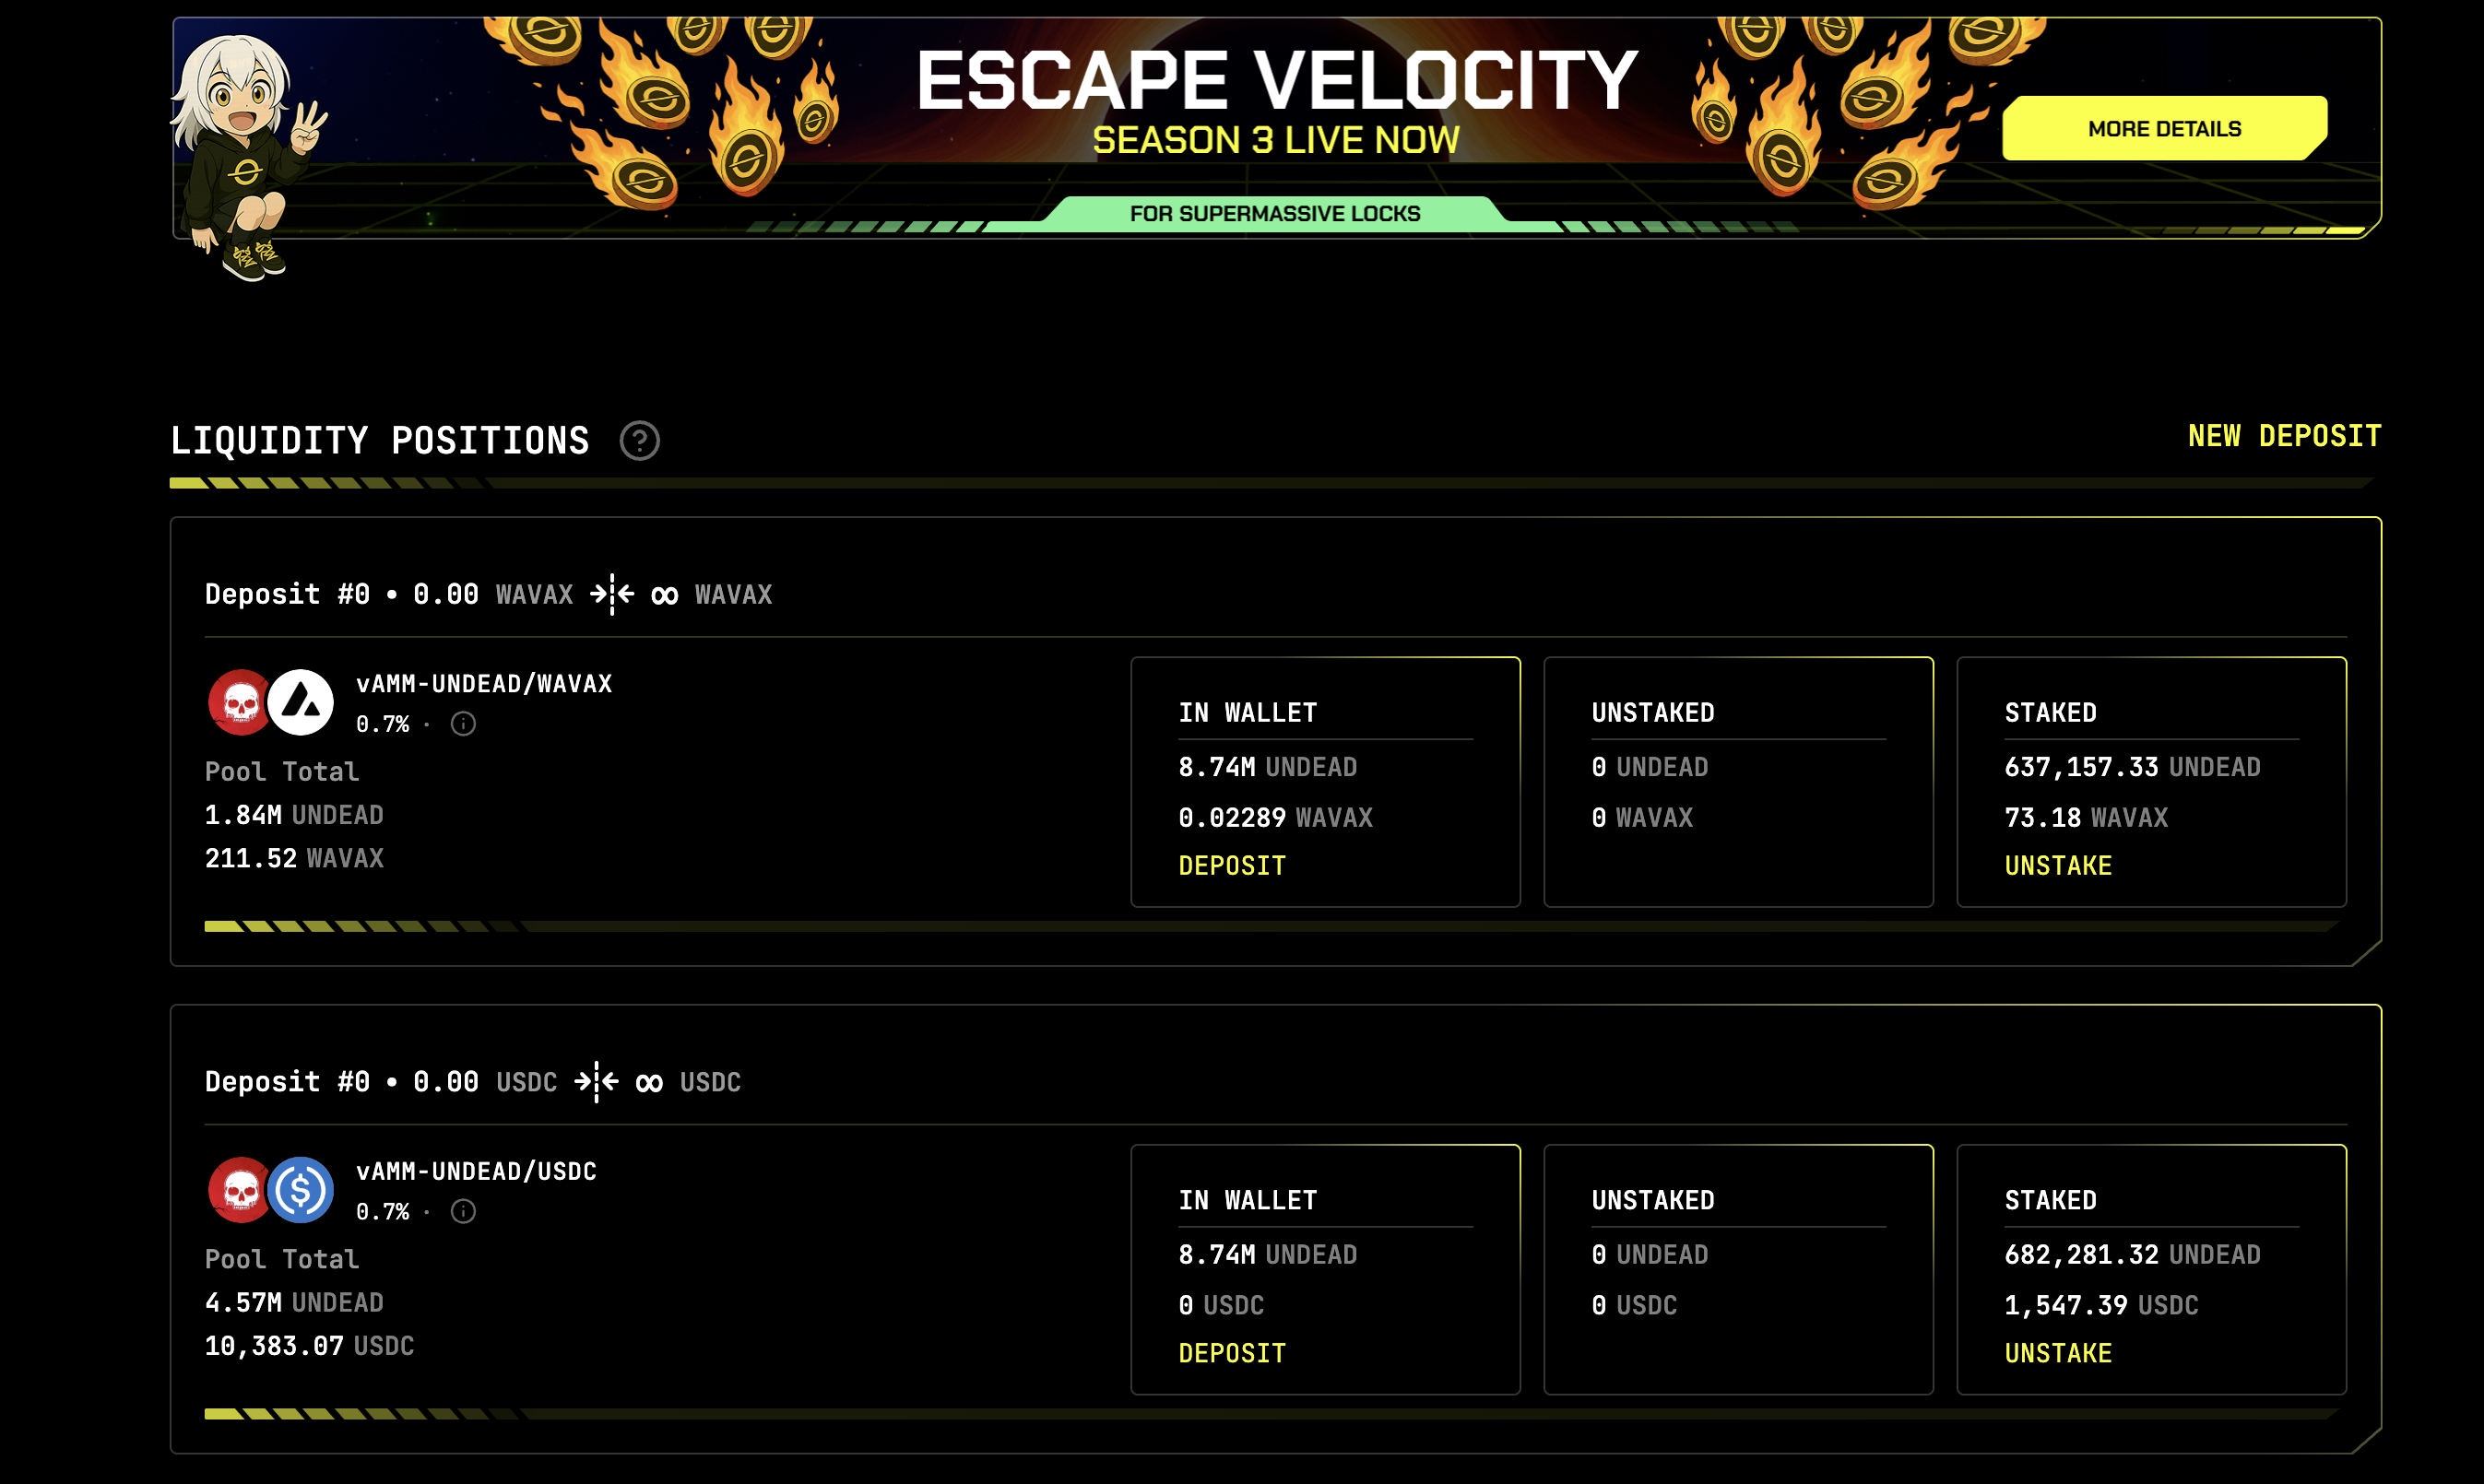 ESCAPE VELOCITY
SEASON 3 LIVE NOW
MORE DETAILS
FOR SUPERMASSIVE LOCKS
LIQUIDITY POSITIONS
NEW DEPOSIT
Deposit #0 • 0.00 WAVAX ∞ WAVAX
vAMM-UNDEAD/WAVAX
0.7% ·
Pool Total
1.84M UNDEAD
211.52 WAVAX
IN WALLET
8.74M UNDEAD
0.02289 WAVAX
DEPOSIT
UNSTAKED
0 UNDEAD
0 WAVAX
STAKED
637,157.33 UNDEAD
73.18 WAVAX
UNSTAKE
Deposit #0 • 0.00 USDC ∞ USDC
vAMM-UNDEAD/USDC
0.7% ·
Pool Total
4.57M UNDEAD
10,383.07 USDC
IN WALLET
8.74M UNDEAD
0 USDC
DEPOSIT
UNSTAKED
0 UNDEAD
0 USDC
STAKED
682,281.32 UNDEAD
1,547.39 USDC
UNSTAKE